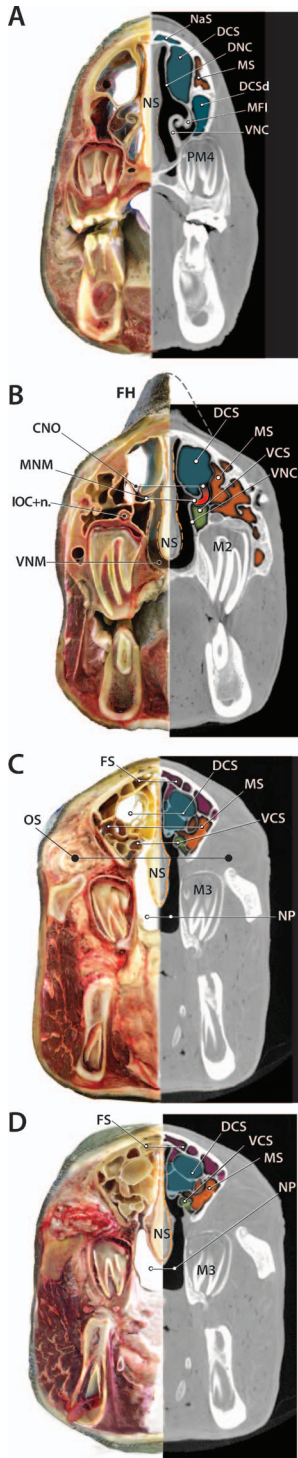 A
NaS
DCS
DNC
MS
NS
DCSd
MFl
VNC
PM4
B
FH
CNO
DCS
MS
MNM
VCS
VNC
IOC+n.
M2
NS
VNM
C
FS
DCS
MS
OS
VCS
NS
M3
NP
D
FS
DCS
VCS
MS
NP
NS
M3